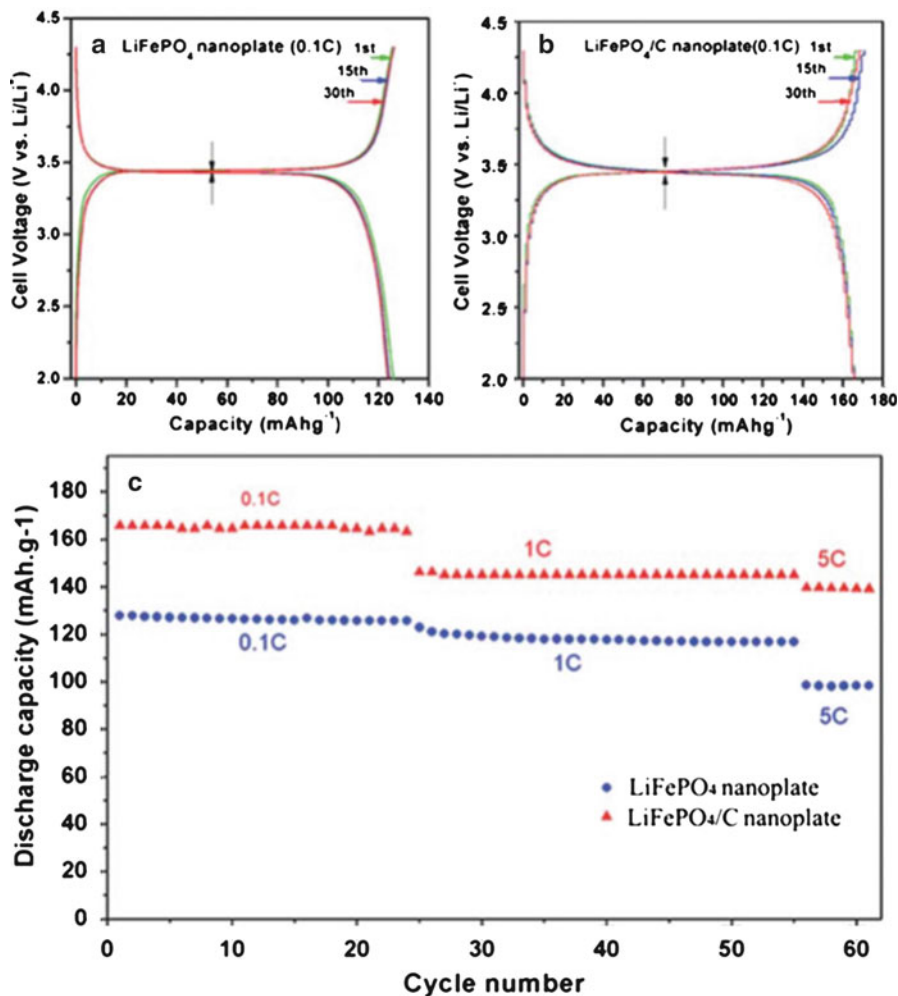 a
LiFePO4 nanoplate (0.1C)
1st
15th
30th
4.5
4.0
3.5
3.0
2.5
2.0
Cell Voltage (V vs. Li/Li+)
0 20 40 60 80 100 120 140
Capacity (mAhg-1)
b
LiFePO4/C nanoplate(0.1C)
1st
15th
30th
4.5
4.0
3.5
3.0
2.5
2.0
Cell Voltage (V vs. Li/Li+)
0 20 40 60 80 100 120 140 160 180
Capacity (mAhg-1)
c
180
160
140
120
100
80
60
40
20
0
Discharge capacity (mAh.g-1)
0.1C
1C
5C
0.1C
1C
5C
LiFePO4 nanoplate
LiFePO4/C nanoplate
0 10 20 30 40 50 60
Cycle number